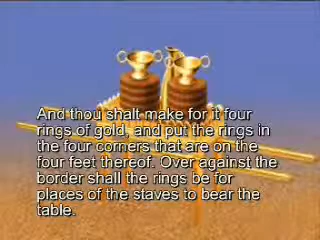 And thou shalt make for it four
rings of gold, and put the rings in
the four corners that are on the
four feet thereof. Over against the
border shall the rings be for
places of the staves to bear the
table.